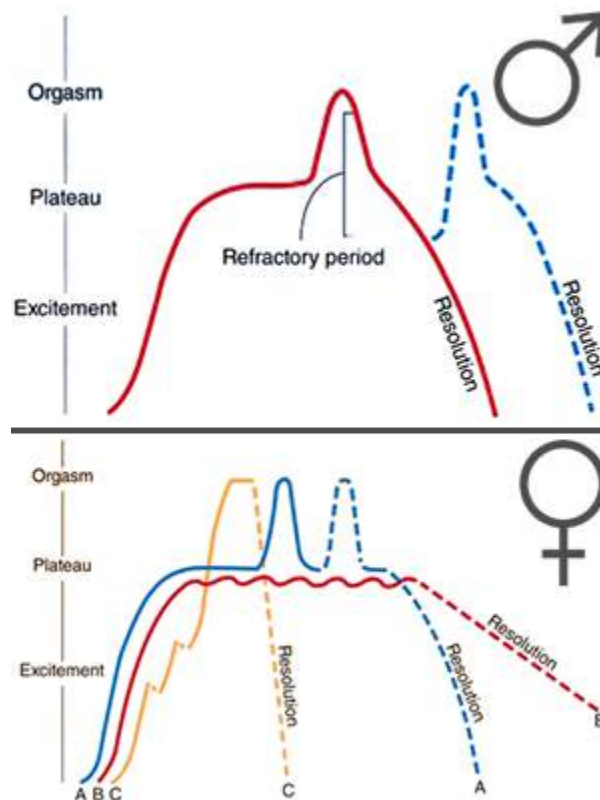 Orgasm
Plateau
Refractory period
Excitement
Resolution
Resolution
Orgasm
Plateau
Excitement
Resolution
Resolution
Resolution
A B C
C
A